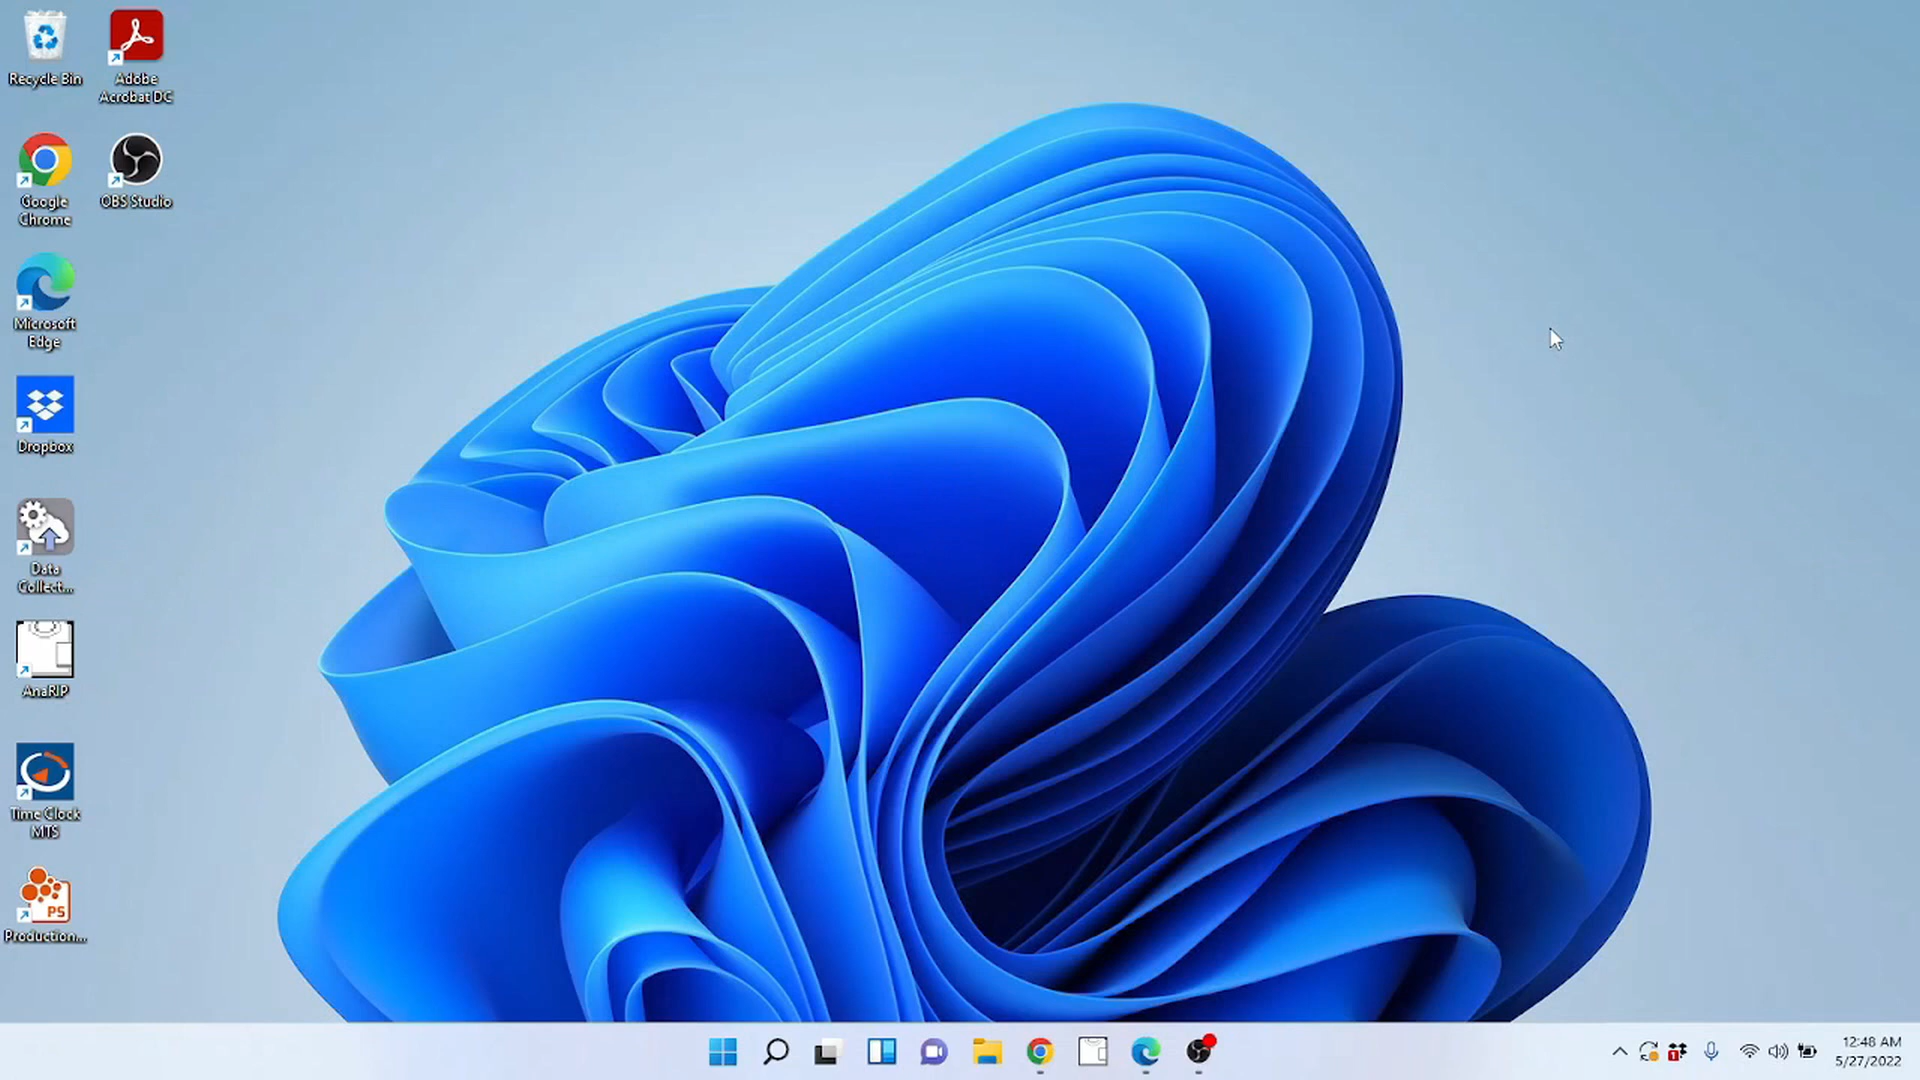 Recycle Bin
Adobe
Acrobat DC
Google
Chrome
OBS Studio
Microsoft
Edge
Dropbox
Data
Collect...
AnaRIP
Time Clock
MTS
PS
Production...
1
12:48 AM
5/27/2022